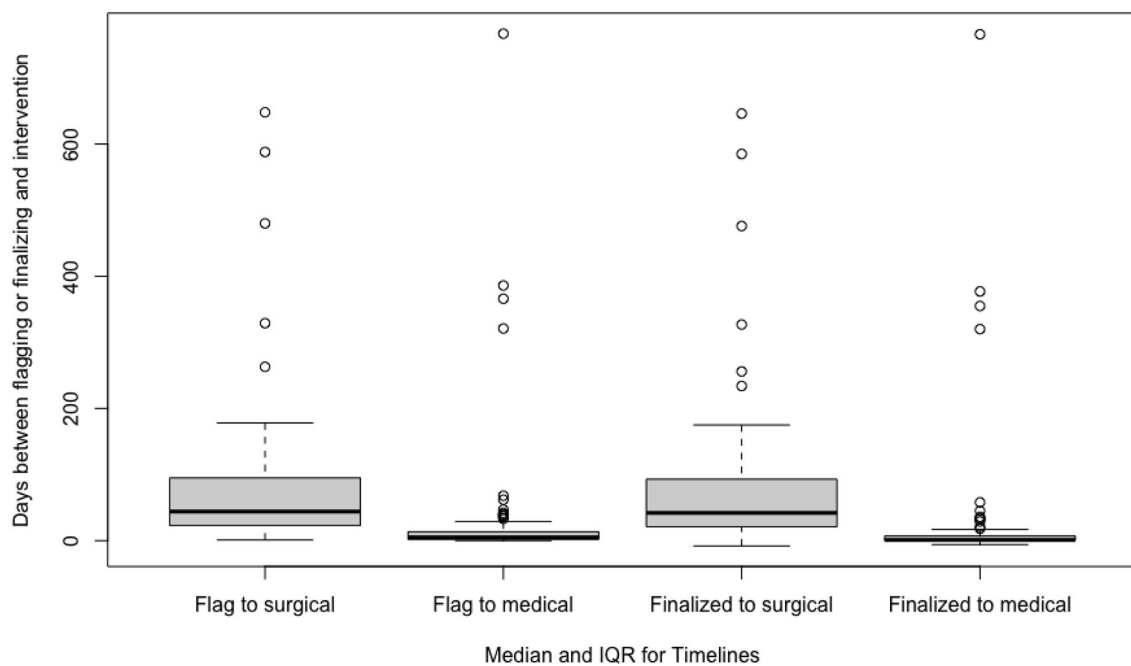 Days between flagging or finalizing and intervention
600
400
200
0
Flag to surgical
Flag to medical
Finalized to surgical
Finalized to medical
Median and IQR for Timelines